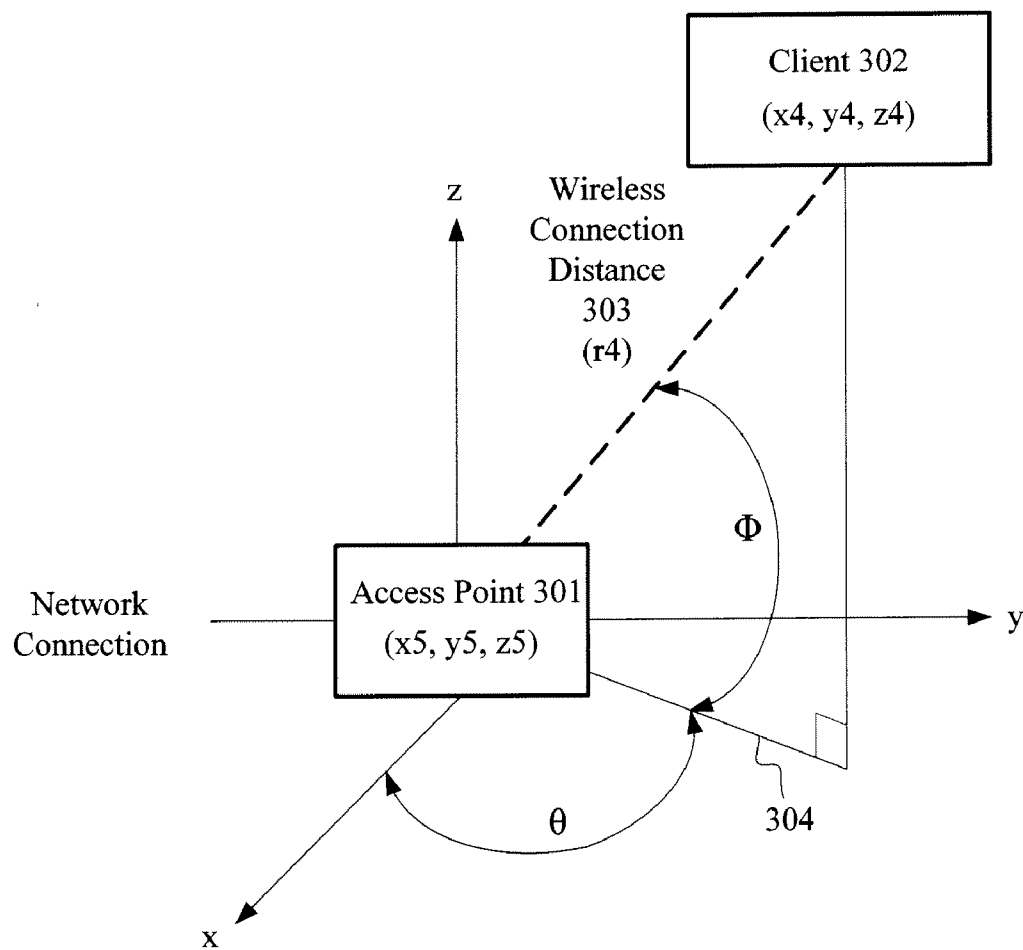 Client 302
(x4, y4, z4)
z
Wireless
Connection
Distance
303
(r4)
Φ
Access Point 301
(x5, y5, z5)
Network
Connection
y
θ
304
x